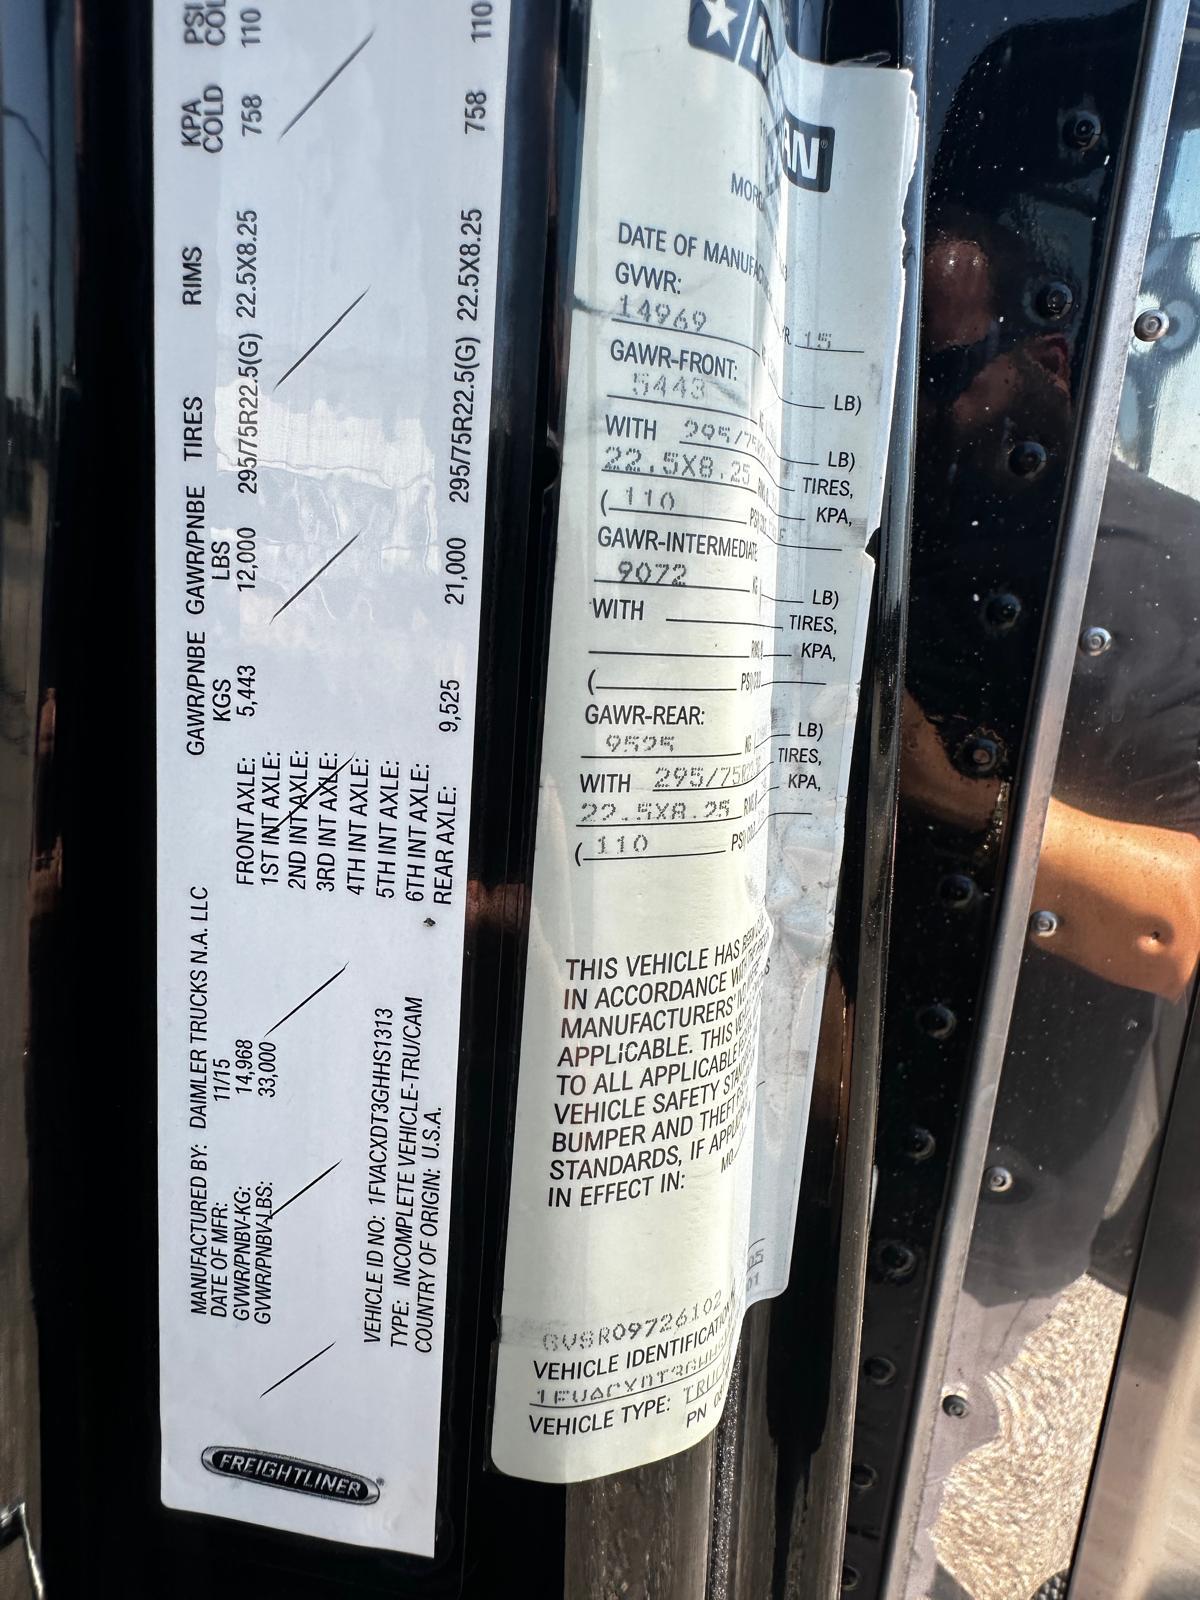 FREIGHTLINER
MANUFACTURED BY: DAIMLER TRUCKS N.A. LLC
DATE OF MFR: 11/15
GVWR/PNBV-KG: 14,968
GVWR/PNBV-LBS: 33,000
VEHICLE ID NO: 1FVACXDT3GHHS1313
TYPE: INCOMPLETE VEHICLE-TRU/CAM
COUNTRY OF ORIGIN: U.S.A.
GAWR/PNBE GAWR/PNBE TIRES RIMS KPA PSI
KGS LBS COLD COL
FRONT AXLE: 5,443 12,000 295/75R22.5(G) 22.5X8.25 758 110
1ST INT AXLE:
2ND INT AXLE:
3RD INT AXLE:
4TH INT AXLE:
5TH INT AXLE:
6TH INT AXLE:
REAR AXLE: 9,525 21,000 295/75R22.5(G) 22.5X8.25 758 110
DATE OF
GVWR:
14969 15
GAWR-FRONT: LB)
5443
WITH LB)
22.5X8.25 TIRES,
(110 KPA,
GAWR-INTERMEDIATE
9072 KG LB)
WITH TIRES,
KPA,
(
GAWR-REAR:
9525 KG LB)
WITH 295/75 TIRES,
22.5X8.25 KPA,
(110
THIS VEHICLE HAS
IN ACCORDANCE
MANUFACTURERS'
APPLICABLE. THIS
TO ALL APPLICABLE
VEHICLE SAFETY
BUMPER AND THEFT
STANDARDS, IF
IN EFFECT IN: MO.
GVSR09726102
VEHICLE IDENTIFICATION
VEHICLE TYPE: TRUCK
PN